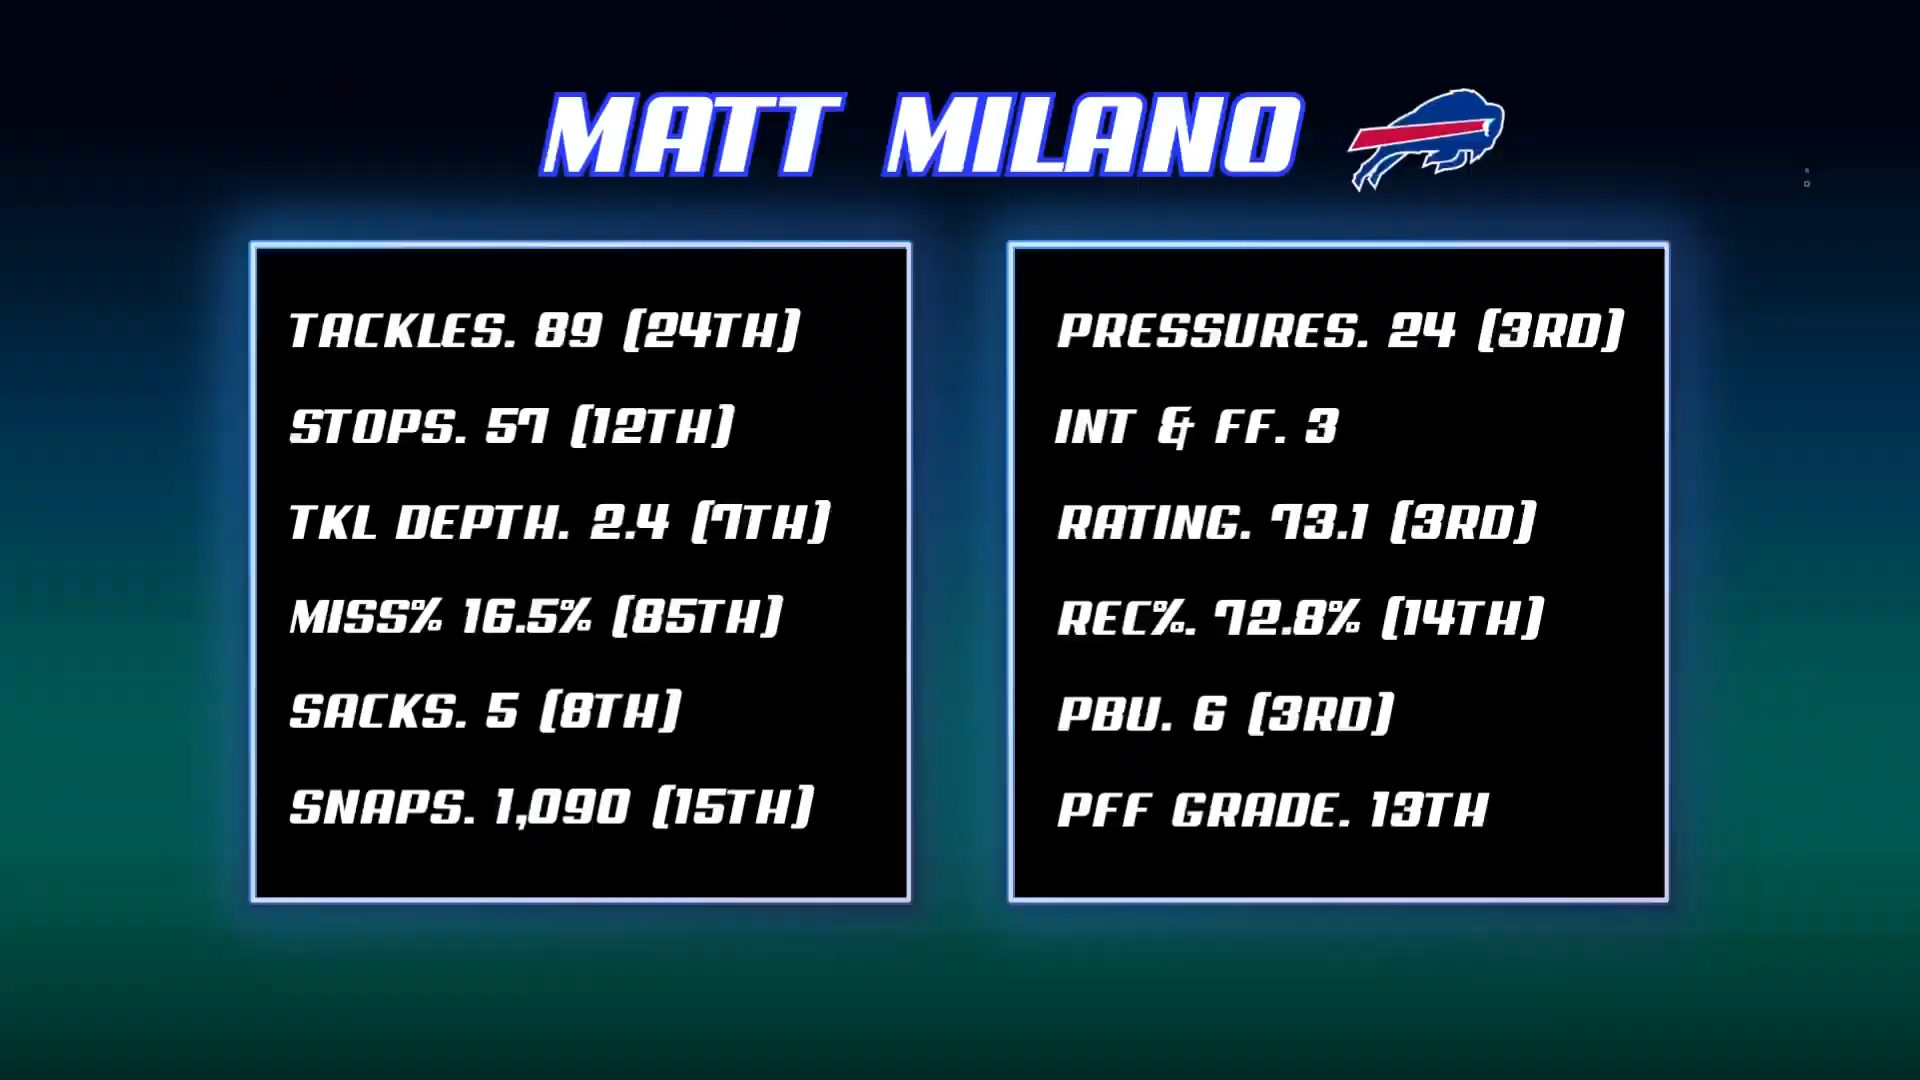 MATT MILANO
TACKLES. 89 (24TH)
STOPS. 57 (12TH)
TKL DEPTH. 2.4 (7TH)
MISS% 16.5% (85TH)
SACKS. 5 (8TH)
SNAPS. 1,090 (15TH)
PRESSURES. 24 (3RD)
INT & FF. 3
RATING. 73.1 (3RD)
REC%. 72.8% (14TH)
PBU. 6 (3RD)
PFF GRADE. 13TH